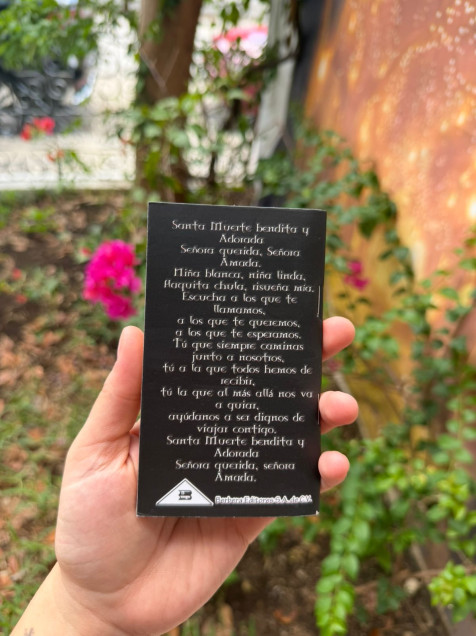 Santa Muerte bendita y
Adorada
Señora querida, Señora
Amada.
Niña blanca, niña linda,
flaquita chula, risueña mía.
Escucha a los que te
llamamos,
a los que te queremos,
a los que te esperamos.
Tú que siempre caminas
junto a nosotros,
tú a la que todos hemos de
recibir,
tú la que al más allá nos va
a guiar,
ayúdanos a ser dignos de
viajar contigo.
Santa Muerte bendita y
Adorada
Señora querida, señora
Amada.
Berbera Editores S.A. de C.V.